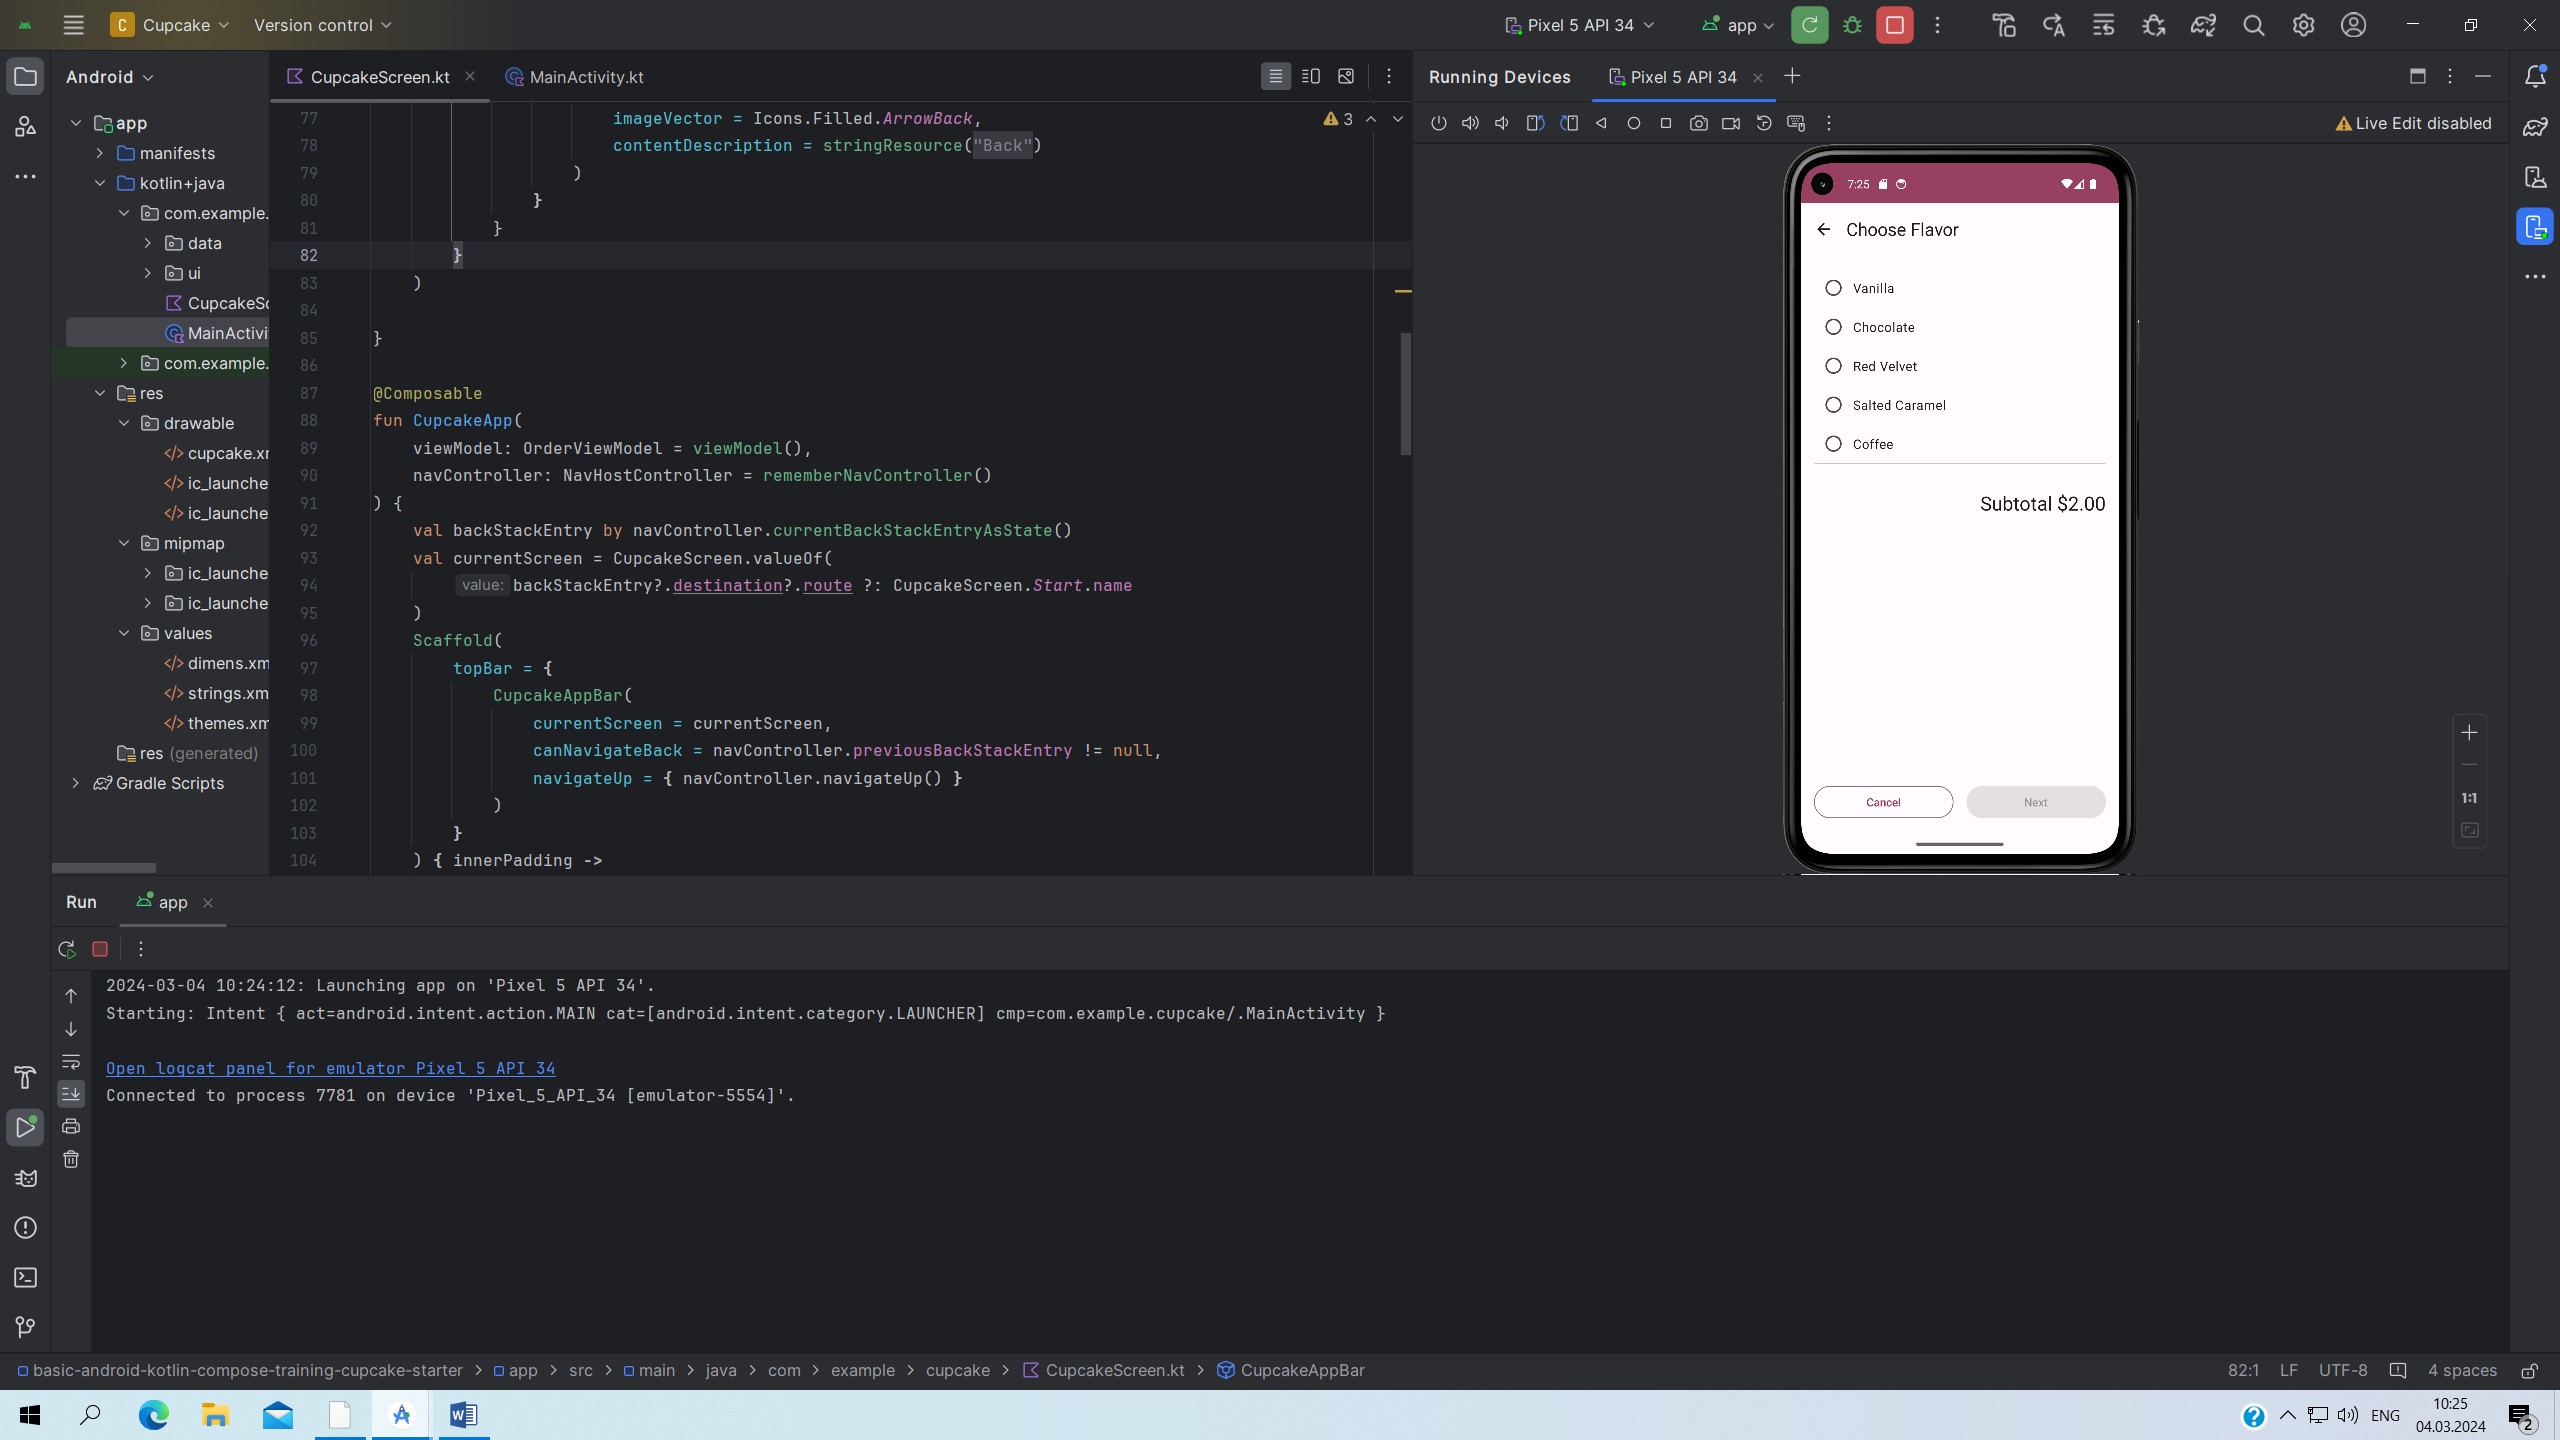 C Cupcake Version control Pixel 5 API 34 app
Android
app
manifests
kotlin+java
com.example.
data
ui
CupcakeSc
MainActivi
com.example.
res
drawable
cupcake.xm
ic_launche
ic_launche
mipmap
ic_launche
ic_launche
values
dimens.xm
strings.xm
themes.xm
res (generated)
Gradle Scripts
CupcakeScreen.kt MainActivity.kt
3
77 imageVector = Icons.Filled.ArrowBack,
78 contentDescription = stringResource("Back")
79 )
80 }
81 }
82 }
83 )
84
85 }
86
87 @Composable
88 fun CupcakeApp(
89 viewModel: OrderViewModel = viewModel(),
90 navController: NavHostController = rememberNavController()
91 ) {
92 val backStackEntry by navController.currentBackStackEntryAsState()
93 val currentScreen = CupcakeScreen.valueOf(
94 value: backStackEntry?.destination?.route ?: CupcakeScreen.Start.name
95 )
96 Scaffold(
97 topBar = {
98 CupcakeAppBar(
99 currentScreen = currentScreen,
100 canNavigateBack = navController.previousBackStackEntry != null,
101 navigateUp = { navController.navigateUp() }
102 )
103 }
104 ) { innerPadding ->
Running Devices Pixel 5 API 34
Live Edit disabled
7:25
Choose Flavor
Vanilla
Chocolate
Red Velvet
Salted Caramel
Coffee
Subtotal $2.00
Cancel Next
1:1
Run app
2024-03-04 10:24:12: Launching app on 'Pixel 5 API 34'.
Starting: Intent { act=android.intent.action.MAIN cat=[android.intent.category.LAUNCHER] cmp=com.example.cupcake/.MainActivity }
Open logcat panel for emulator Pixel 5 API 34
Connected to process 7781 on device 'Pixel_5_API_34 [emulator-5554]'.
basic-android-kotlin-compose-training-cupcake-starter > app > src > main > java > com > example > cupcake > CupcakeScreen.kt > CupcakeAppBar
82:1 LF UTF-8 4 spaces
ENG
10:25
04.03.2024
2